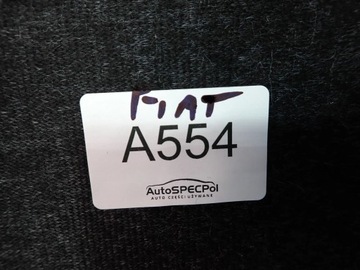 FIAT
A554
AutoSPECPol
AUTO CZĘŚCI UŻYWANE